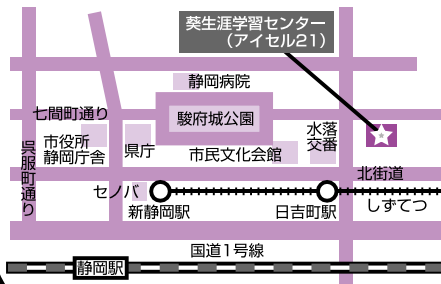 葵生涯学習センター
(アイセル21)
静岡病院
七間町通り
駿府城公園
水落
交番
市役所
静岡庁舎
県庁
市民文化会館
呉服町通り
北街道
セノバ
新静岡駅
日吉町駅
しずてつ
国道1号線
静岡駅